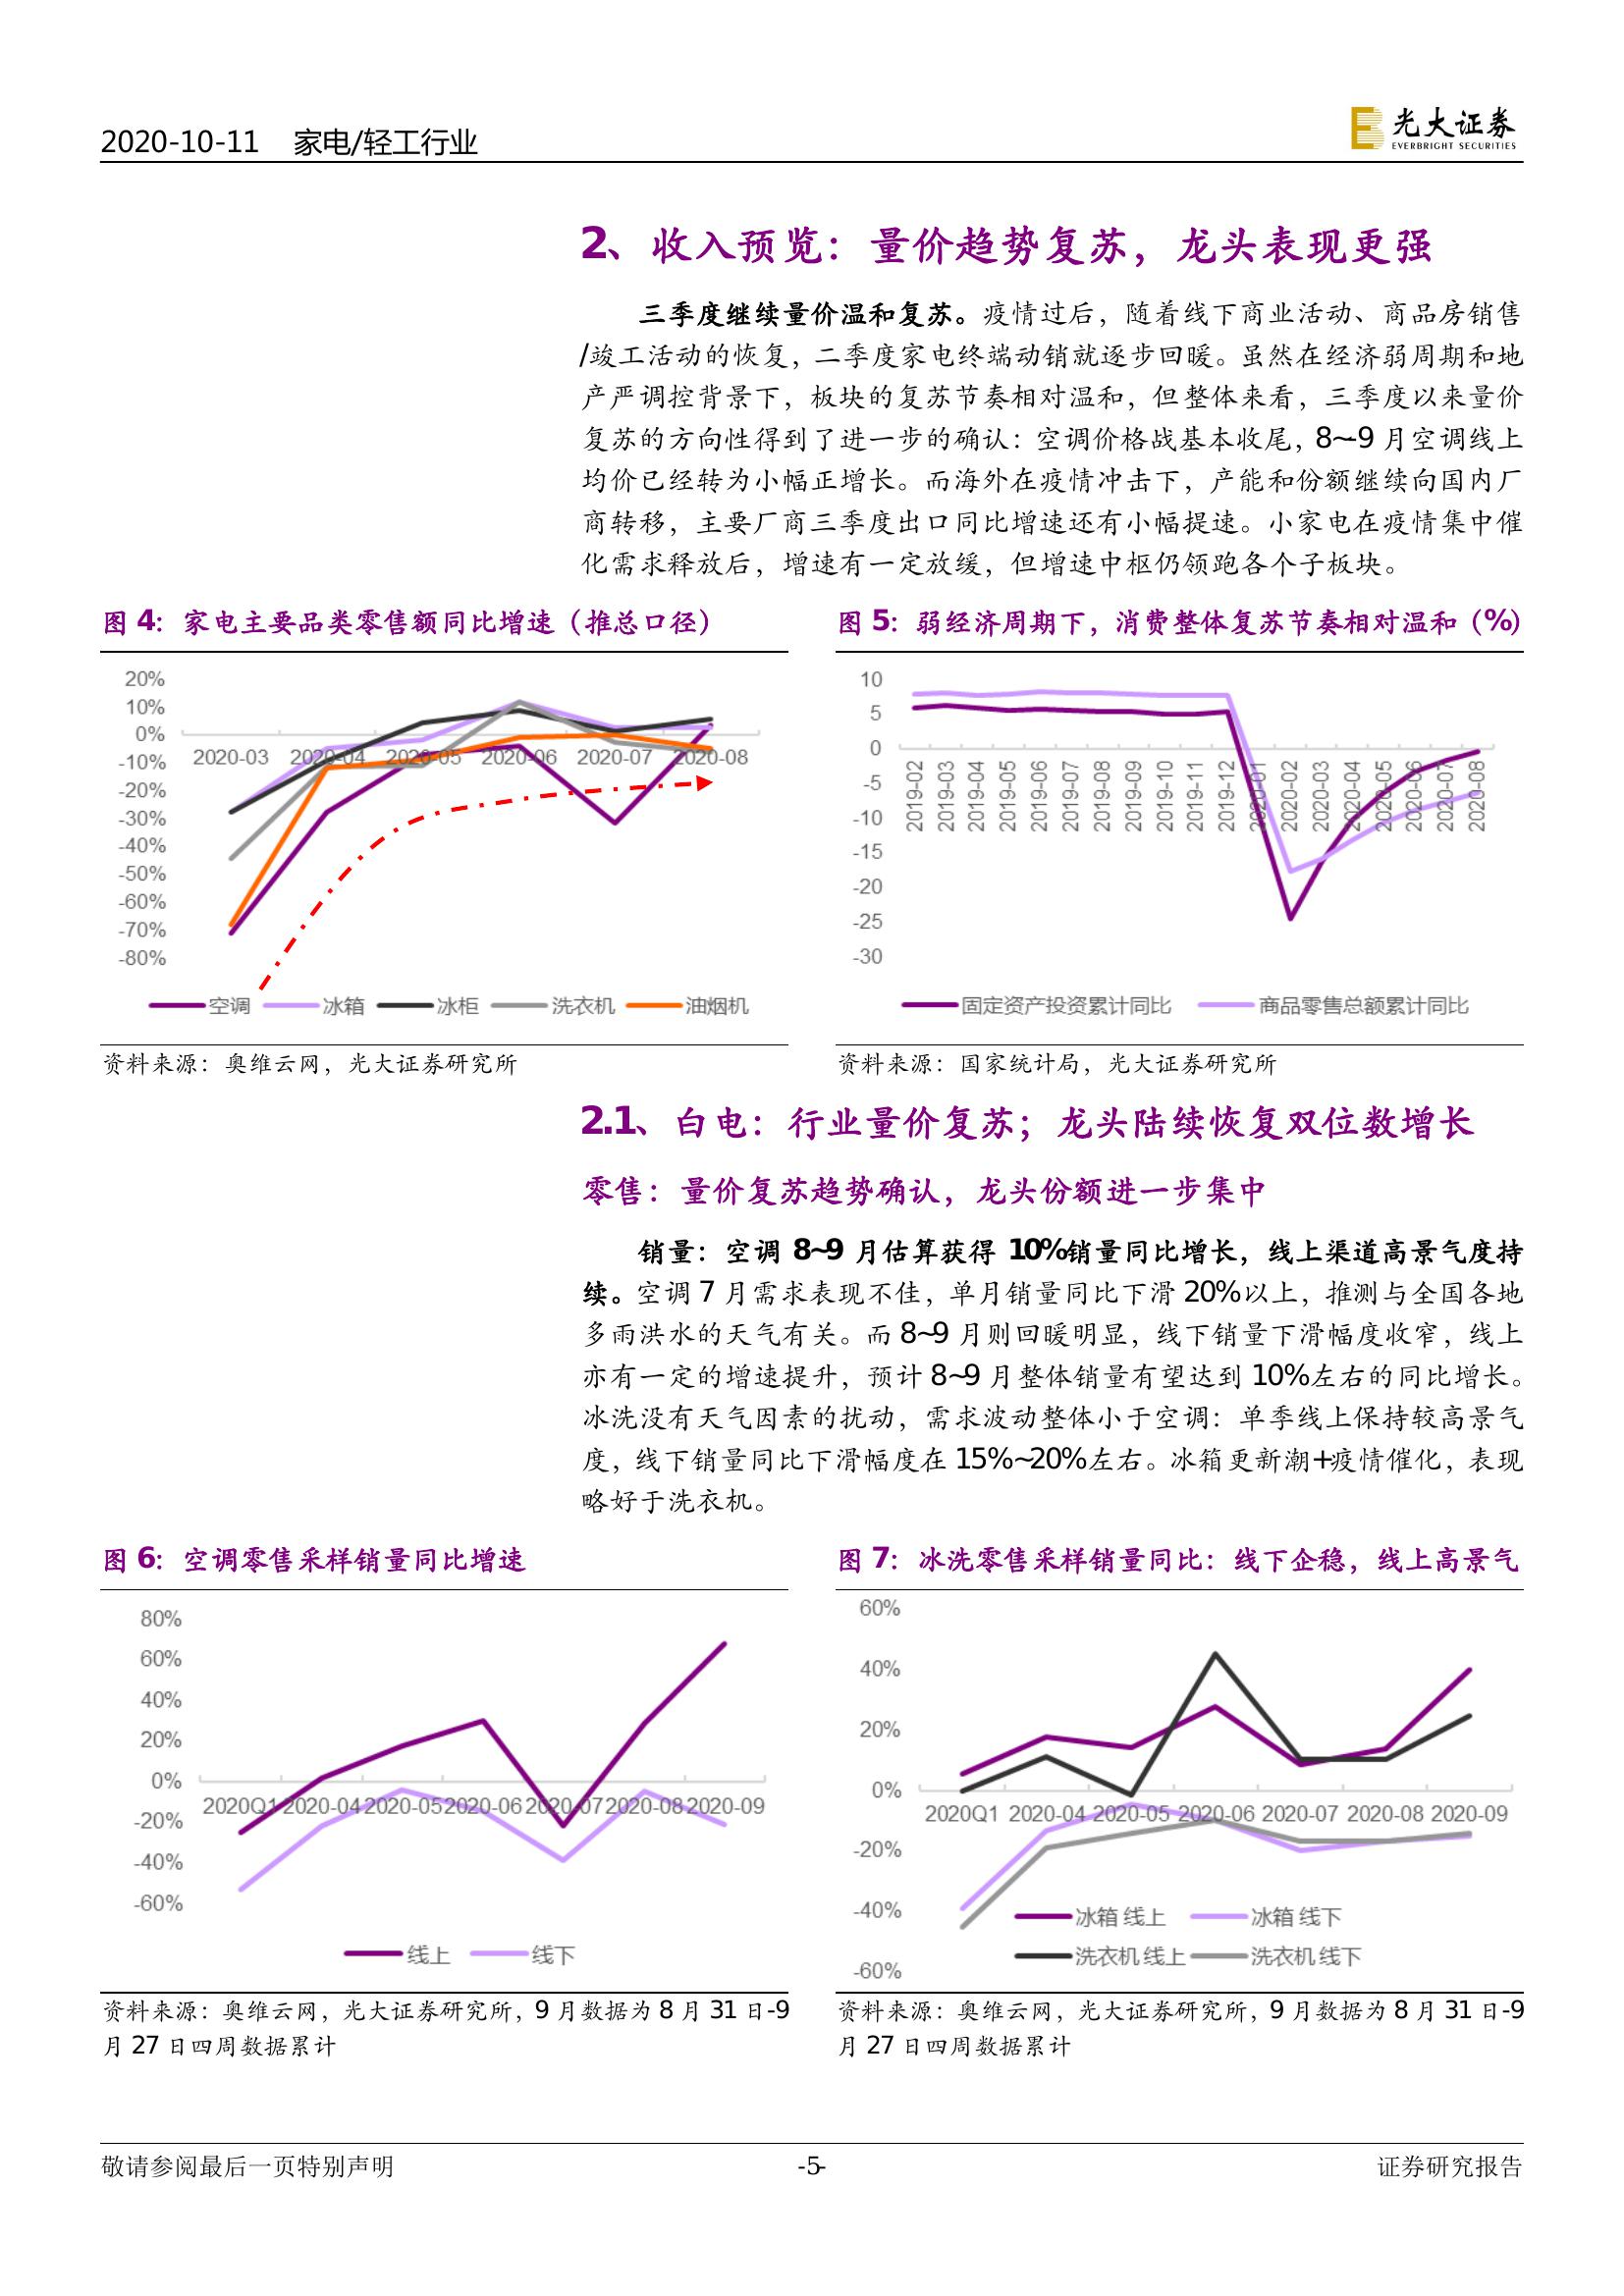 2020-10-11 家电/轻工行业
光大证券
EVERBRIGHT SECURITIES
2、收入预览：量价趋势复苏，龙头表现更强
三季度继续量价温和复苏。疫情过后，随着线下商业活动、商品房销售
/竣工活动的恢复，二季度家电终端动销就逐步回暖。虽然在经济弱周期和地
产严调控背景下，板块的复苏节奏相对温和，但整体来看，三季度以来量价
复苏的方向性得到了进一步的确认：空调价格战基本收尾，8~-9 月空调线上
均价已经转为小幅正增长。而海外在疫情冲击下，产能和份额继续向国内厂
商转移，主要厂商三季度出口同比增速还有小幅提速。小家电在疫情集中催
化需求释放后，增速有一定放缓，但增速中枢仍领跑各个子板块。
图 4：家电主要品类零售额同比增速（推总口径）
20%
10%
0%
-10%
-20%
-30%
-40%
-50%
-60%
-70%
-80%
2020-03 2020-04 2020-05 2020-06 2020-07 2020-08
空调 冰箱 冰柜 洗衣机 油烟机
资料来源：奥维云网，光大证券研究所
图 5：弱经济周期下，消费整体复苏节奏相对温和（%）
10
5
0
-5
-10
-15
-20
-25
-30
2019-02 2019-03 2019-04 2019-05 2019-06 2019-07 2019-08 2019-09 2019-10 2019-11 2019-12 2020-01 2020-02 2020-03 2020-04 2020-05 2020-06 2020-07 2020-08
固定资产投资累计同比 商品零售总额累计同比
资料来源：国家统计局，光大证券研究所
2.1、白电：行业量价复苏；龙头陆续恢复双位数增长
零售：量价复苏趋势确认，龙头份额进一步集中
销量：空调 8~9 月估算获得 10%销量同比增长，线上渠道高景气度持
续。空调 7 月需求表现不佳，单月销量同比下滑 20%以上，推测与全国各地
多雨洪水的天气有关。而 8~9 月则回暖明显，线下销量下滑幅度收窄，线上
亦有一定的增速提升，预计 8~9 月整体销量有望达到 10%左右的同比增长。
冰洗没有天气因素的扰动，需求波动整体小于空调：单季线上保持较高景气
度，线下销量同比下滑幅度在 15%~20%左右。冰箱更新潮+疫情催化，表现
略好于洗衣机。
图 6：空调零售采样销量同比增速
80%
60%
40%
20%
0%
-20%
-40%
-60%
2020Q1 2020-04 2020-05 2020-06 2020-07 2020-08 2020-09
线上 线下
资料来源：奥维云网，光大证券研究所，9 月数据为 8 月 31 日-9
月 27 日四周数据累计
图 7：冰洗零售采样销量同比：线下企稳，线上高景气
60%
40%
20%
0%
-20%
-40%
-60%
2020Q1 2020-04 2020-05 2020-06 2020-07 2020-08 2020-09
冰箱 线上 冰箱 线下
洗衣机 线上 洗衣机 线下
资料来源：奥维云网，光大证券研究所，9 月数据为 8 月 31 日-9
月 27 日四周数据累计
敬请参阅最后一页特别声明 -5- 证券研究报告